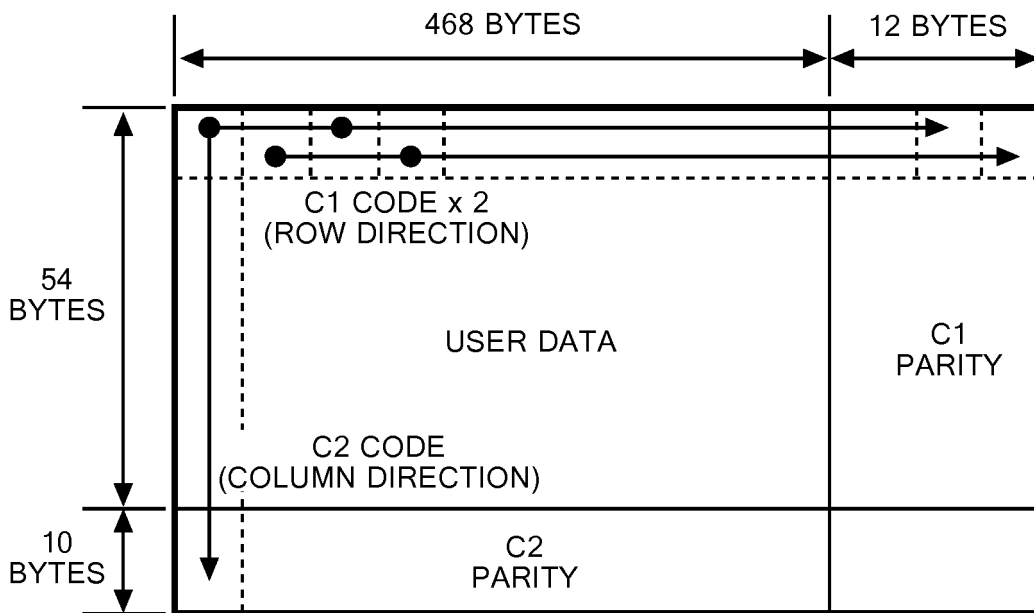 468 BYTES
12 BYTES
C1 CODE x 2
(ROW DIRECTION)
54
BYTES
USER DATA
C1
PARITY
C2 CODE
(COLUMN DIRECTION)
10
BYTES
C2
PARITY